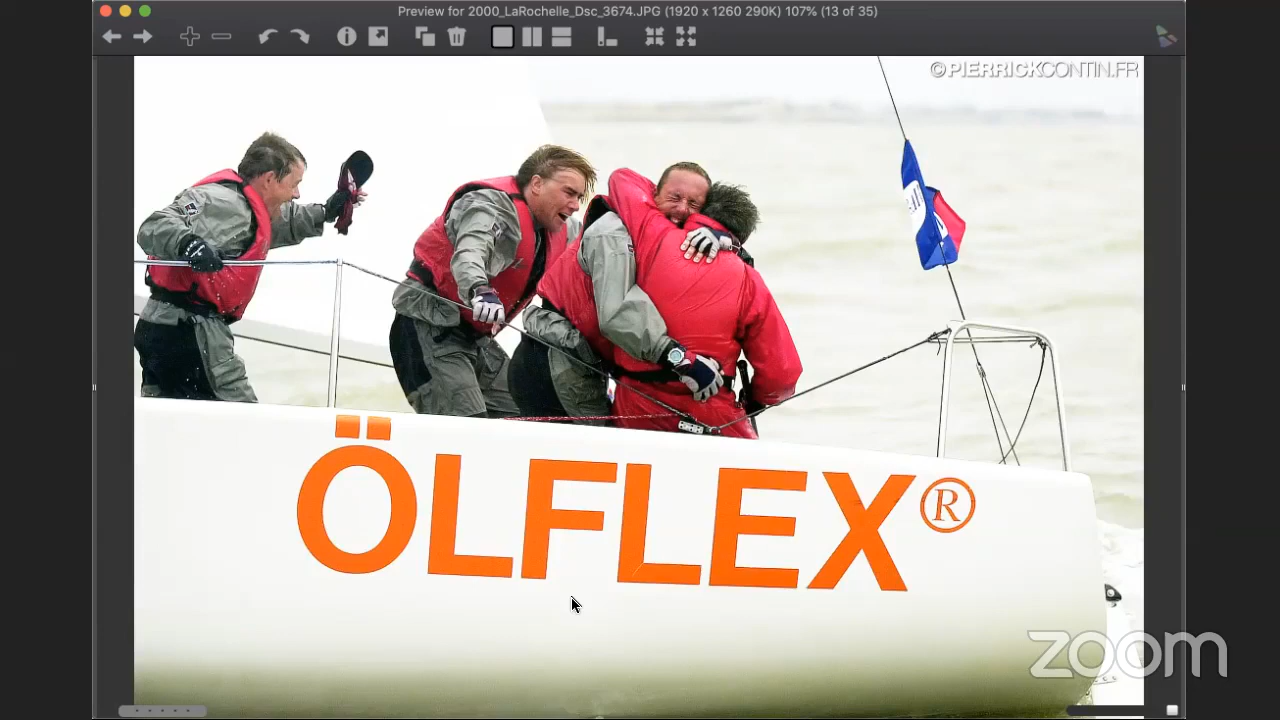 Preview for 2000_LaRochelle_Dsc_3674.JPG (1920 x 1260 290K) 107% (13 of 35)
©PIERRICKCONTIN.FR
ÖLFLEX®
zoom